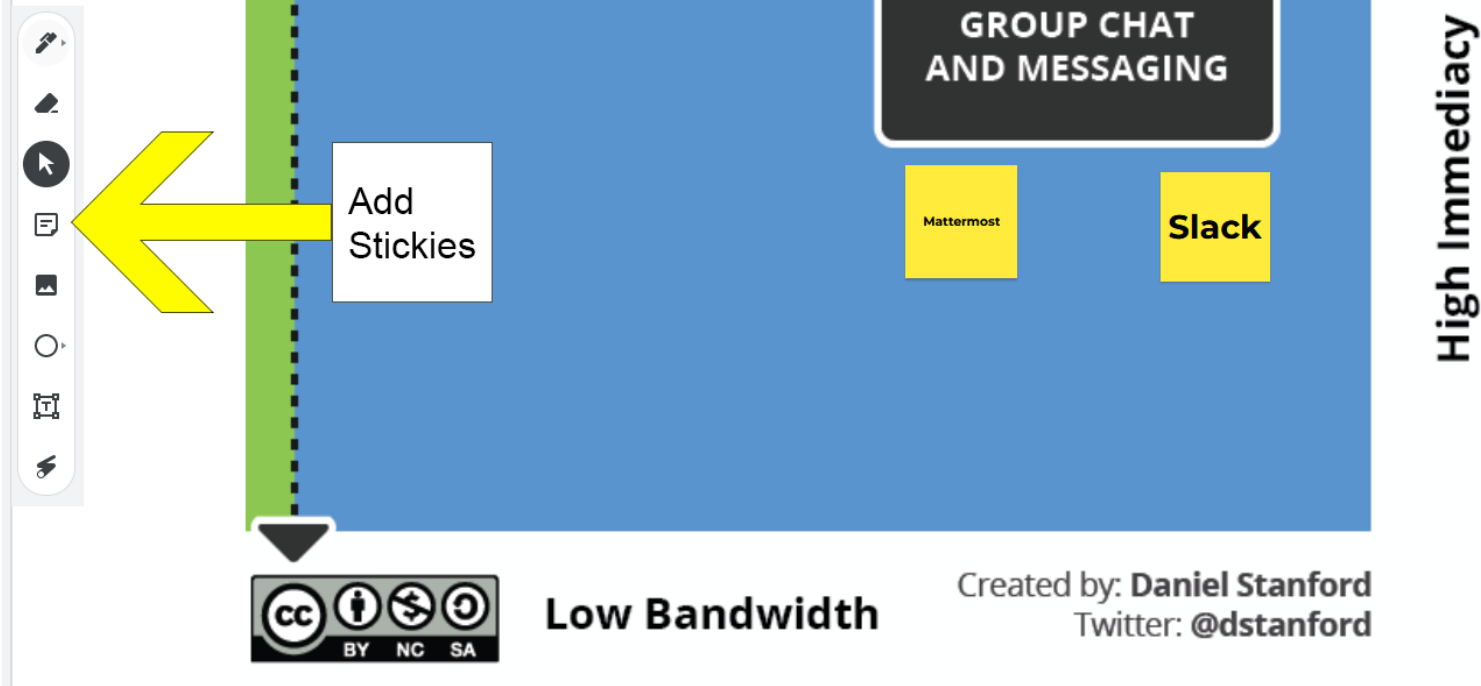 GROUP CHAT
AND MESSAGING
High Immediacy
Add
Stickies
Mattermost
Slack
T
cc
BY NC SA
Low Bandwidth
Created by: Daniel Stanford
Twitter: @dstanford